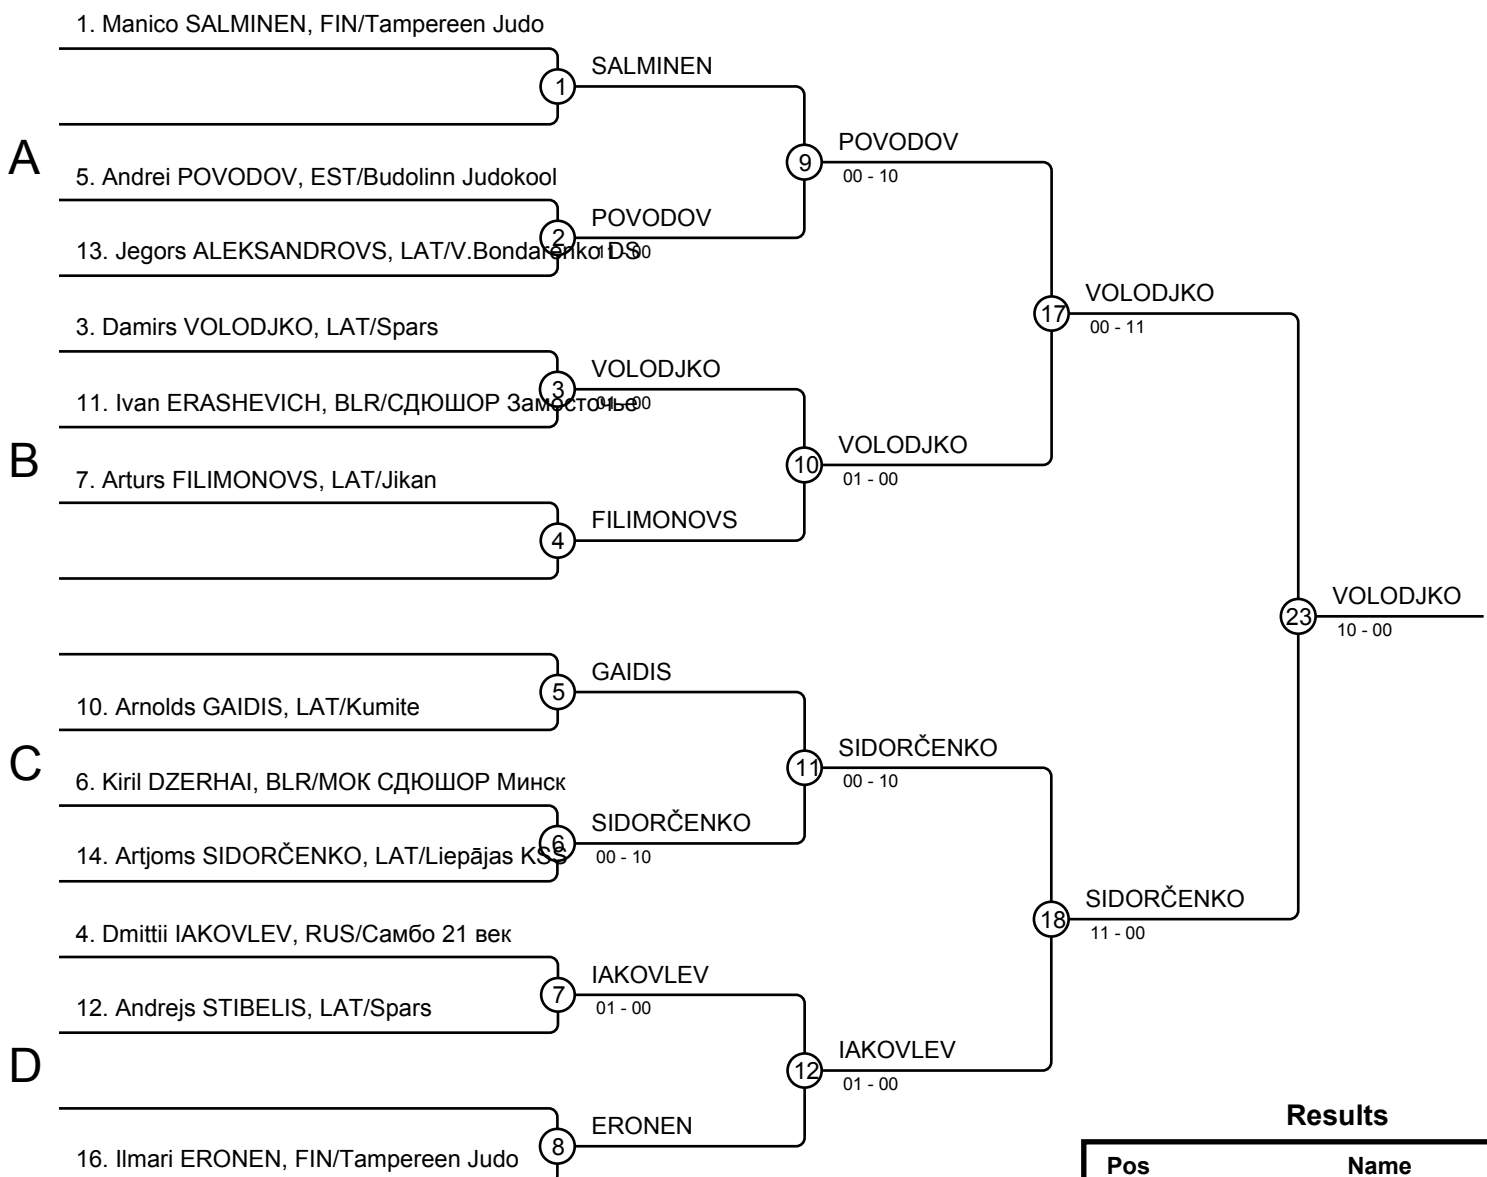 1. Manico SALMINEN, FIN/Tampereen Judo
SALMINEN
1
A
5. Andrei POVODOV, EST/Budolinn Judokool
POVODOV
2
11 - 00
13. Jegors ALEKSANDROVS, LAT/V.Bondarenko DS
POVODOV
9
00 - 10
3. Damirs VOLODJKO, LAT/Spars
VOLODJKO
3
01 - 00
11. Ivan ERASHEVICH, BLR/СДЮШОР Замосточье
B
7. Arturs FILIMONOVS, LAT/Jikan
FILIMONOVS
4
VOLODJKO
10
01 - 00
VOLODJKO
17
00 - 11
GAIDIS
5
10. Arnolds GAIDIS, LAT/Kumite
C
6. Kiril DZERHAI, BLR/МОК СДЮШОР Минск
SIDORČENKO
6
00 - 10
14. Artjoms SIDORČENKO, LAT/Liepājas KSS
SIDORČENKO
11
00 - 10
4. Dmittii IAKOVLEV, RUS/Самбо 21 век
IAKOVLEV
7
01 - 00
12. Andrejs STIBELIS, LAT/Spars
D
ERONEN
8
16. Ilmari ERONEN, FIN/Tampereen Judo
IAKOVLEV
12
01 - 00
SIDORČENKO
18
11 - 00
VOLODJKO
23
10 - 00
Results
Pos Name